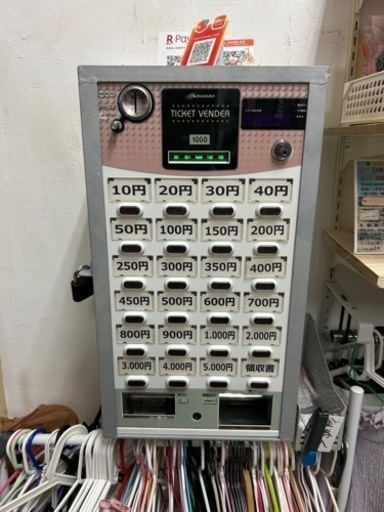 R Pay
TICKET VENDER
1000
10円 20円 30円 40円
50円 100円 150円 200円
250円 300円 350円 400円
450円 500円 600円 700円
800円 900円 1.000円 2.000円
3.000円 4.000円 5.000円 領収書